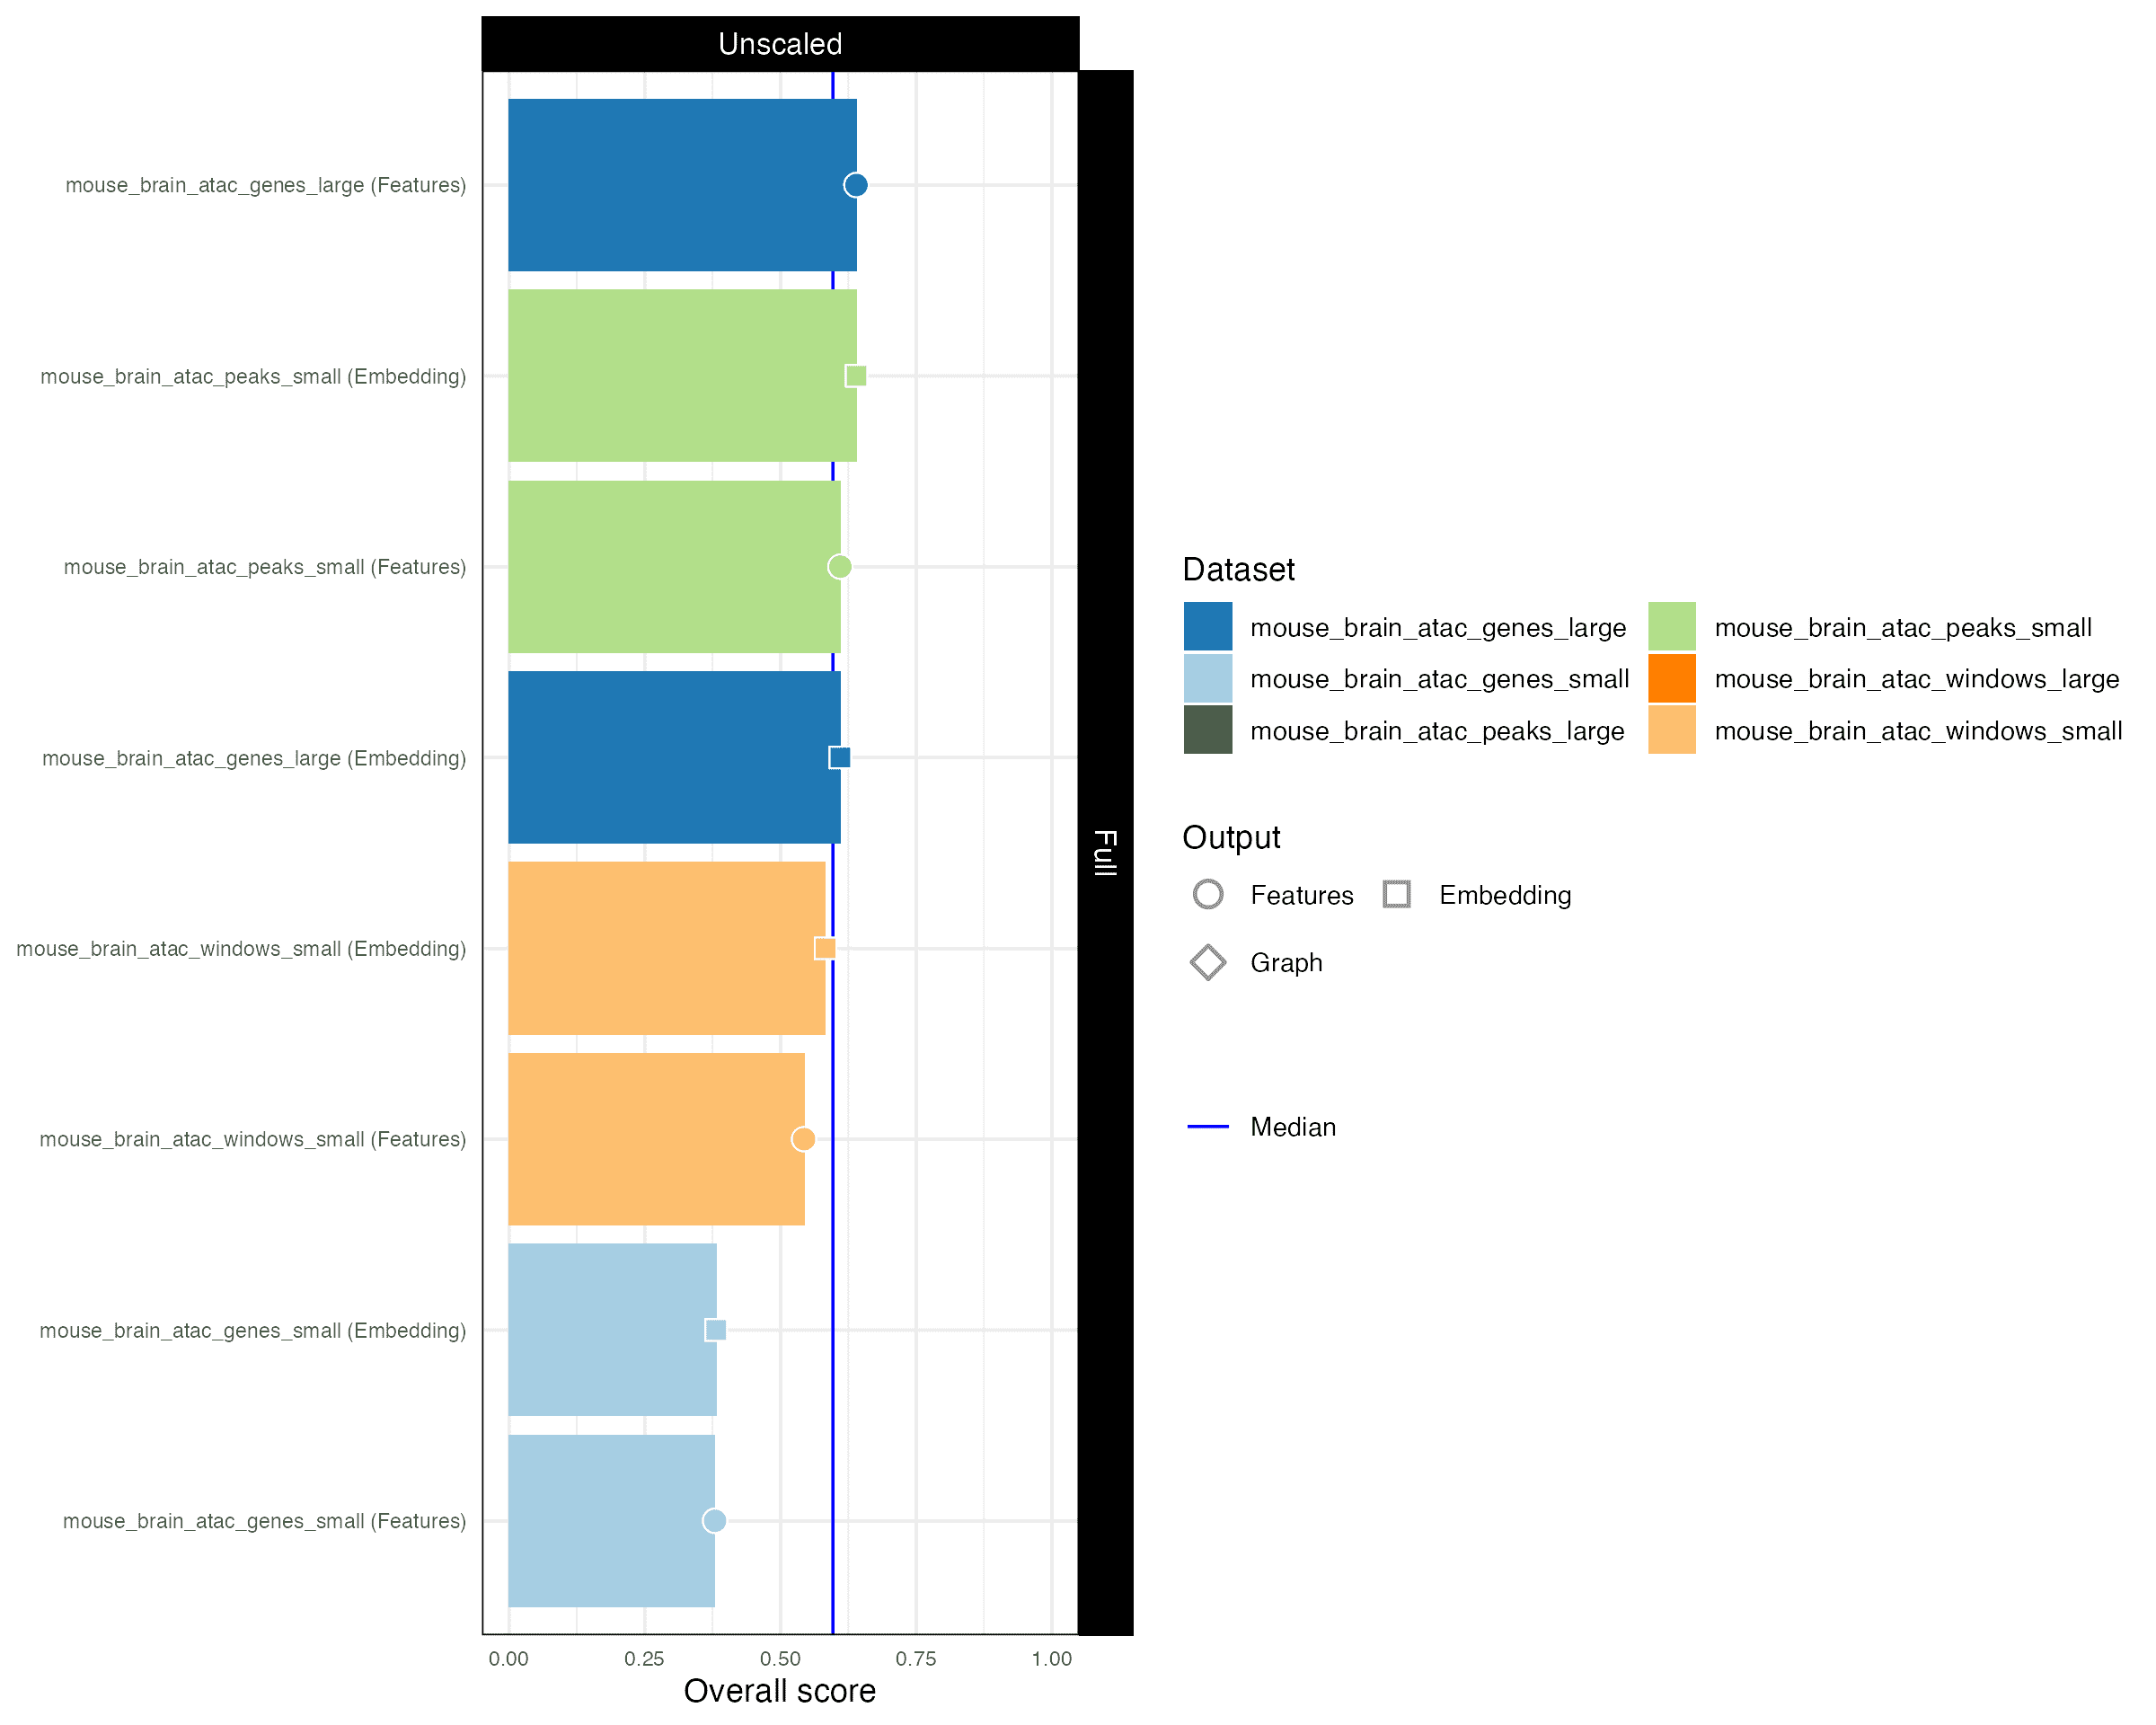 Unscaled
mouse_brain_atac_genes_large (Features)
mouse_brain_atac_peaks_small (Embedding)
mouse_brain_atac_peaks_small (Features)
mouse_brain_atac_genes_large (Embedding)
mouse_brain_atac_windows_small (Embedding)
mouse_brain_atac_windows_small (Features)
mouse_brain_atac_genes_small (Embedding)
mouse_brain_atac_genes_small (Features)
0.00 0.25 0.50 0.75 1.00
Overall score
Full
Dataset
mouse_brain_atac_genes_large mouse_brain_atac_peaks_small
mouse_brain_atac_genes_small mouse_brain_atac_windows_large
mouse_brain_atac_peaks_large mouse_brain_atac_windows_small
Output
Features Embedding
Graph
Median